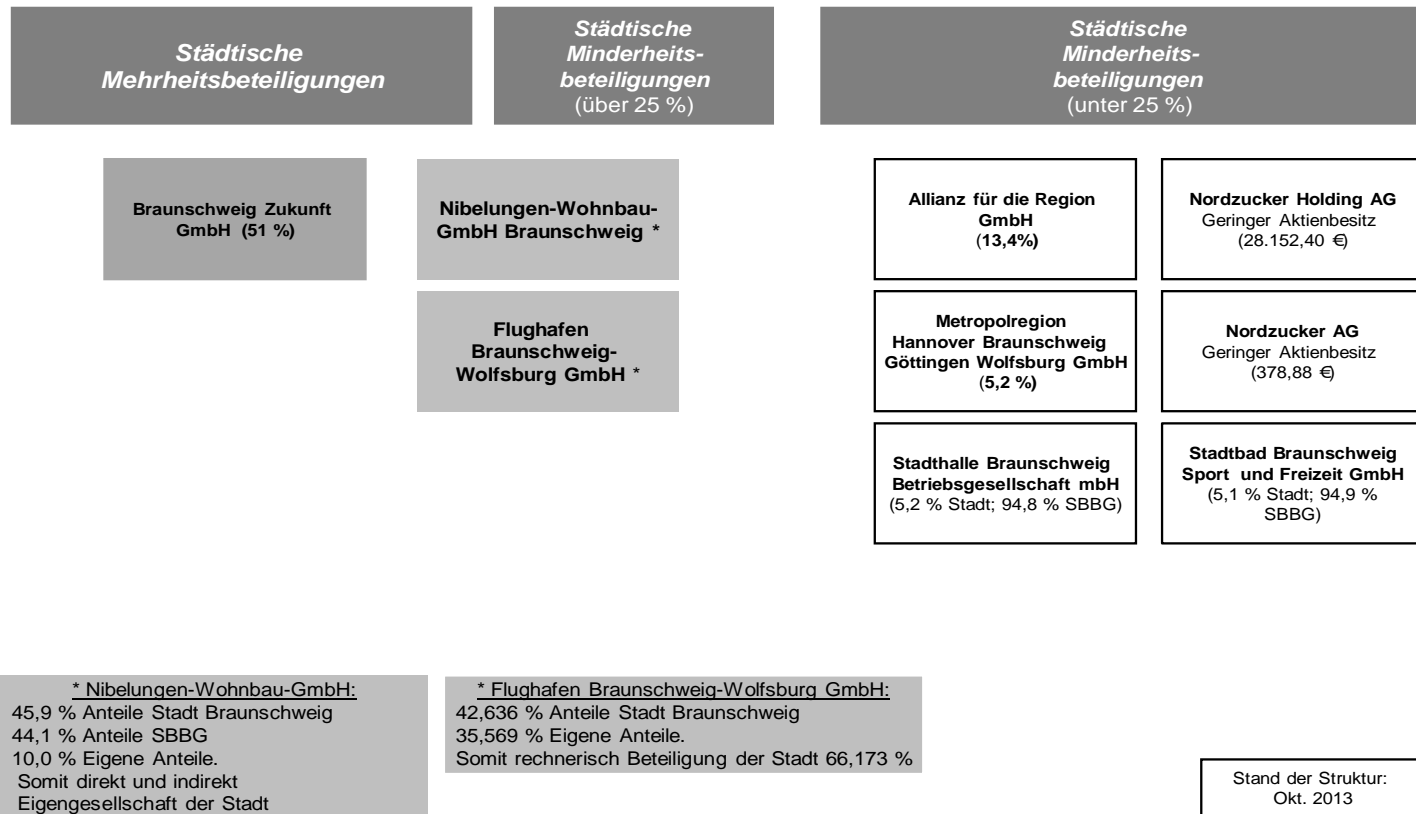 Städtische
Mehrheitsbeteiligungen
Städtische
Minderheits-
beteiligungen
(über 25 %)
Städtische
Minderheits-
beteiligungen
(unter 25 %)
Braunschweig Zukunft
GmbH (51 %)
Nibelungen-Wohnbau-
GmbH Braunschweig *
Flughafen
Braunschweig-
Wolfsburg GmbH *
Allianz für die Region
GmbH
(13,4%)
Nordzucker Holding AG
Geringer Aktienbesitz
(28.152,40 €)
Metropolregion
Hannover Braunschweig
Göttingen Wolfsburg GmbH
(5,2 %)
Nordzucker AG
Geringer Aktienbesitz
(378,88 €)
Stadthalle Braunschweig
Betriebsgesellschaft mbH
(5,2 % Stadt; 94,8 % SBBG)
Stadtbad Braunschweig
Sport und Freizeit GmbH
(5,1 % Stadt; 94,9 %
SBBG)
* Nibelungen-Wohnbau-GmbH:
45,9 % Anteile Stadt Braunschweig
44,1 % Anteile SBBG
10,0 % Eigene Anteile.
Somit direkt und indirekt
Eigengesellschaft der Stadt
* Flughafen Braunschweig-Wolfsburg GmbH:
42,636 % Anteile Stadt Braunschweig
35,569 % Eigene Anteile.
Somit rechnerisch Beteiligung der Stadt 66,173 %
Stand der Struktur:
Okt. 2013